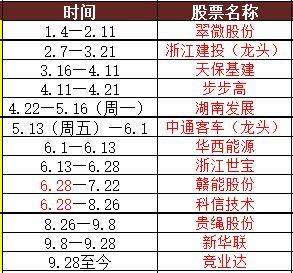 时间 股票名称
1.4—2.11 翠微股份
2.7—3.21 浙江建投（龙头）
3.16—4.11 天保基建
4.11—4.21 步步高
4.22—5.16（周一） 湖南发展
5.13（周五）—6.1 中通客车（龙头）
6.1—6.13 华西能源
6.13—6.28 浙江世宝
6.28—7.22 赣能股份
6.28—8.26 科信技术
8.26—9.8 贵绳股份
9.8—9.28 新华联
9.28至今 竞业达